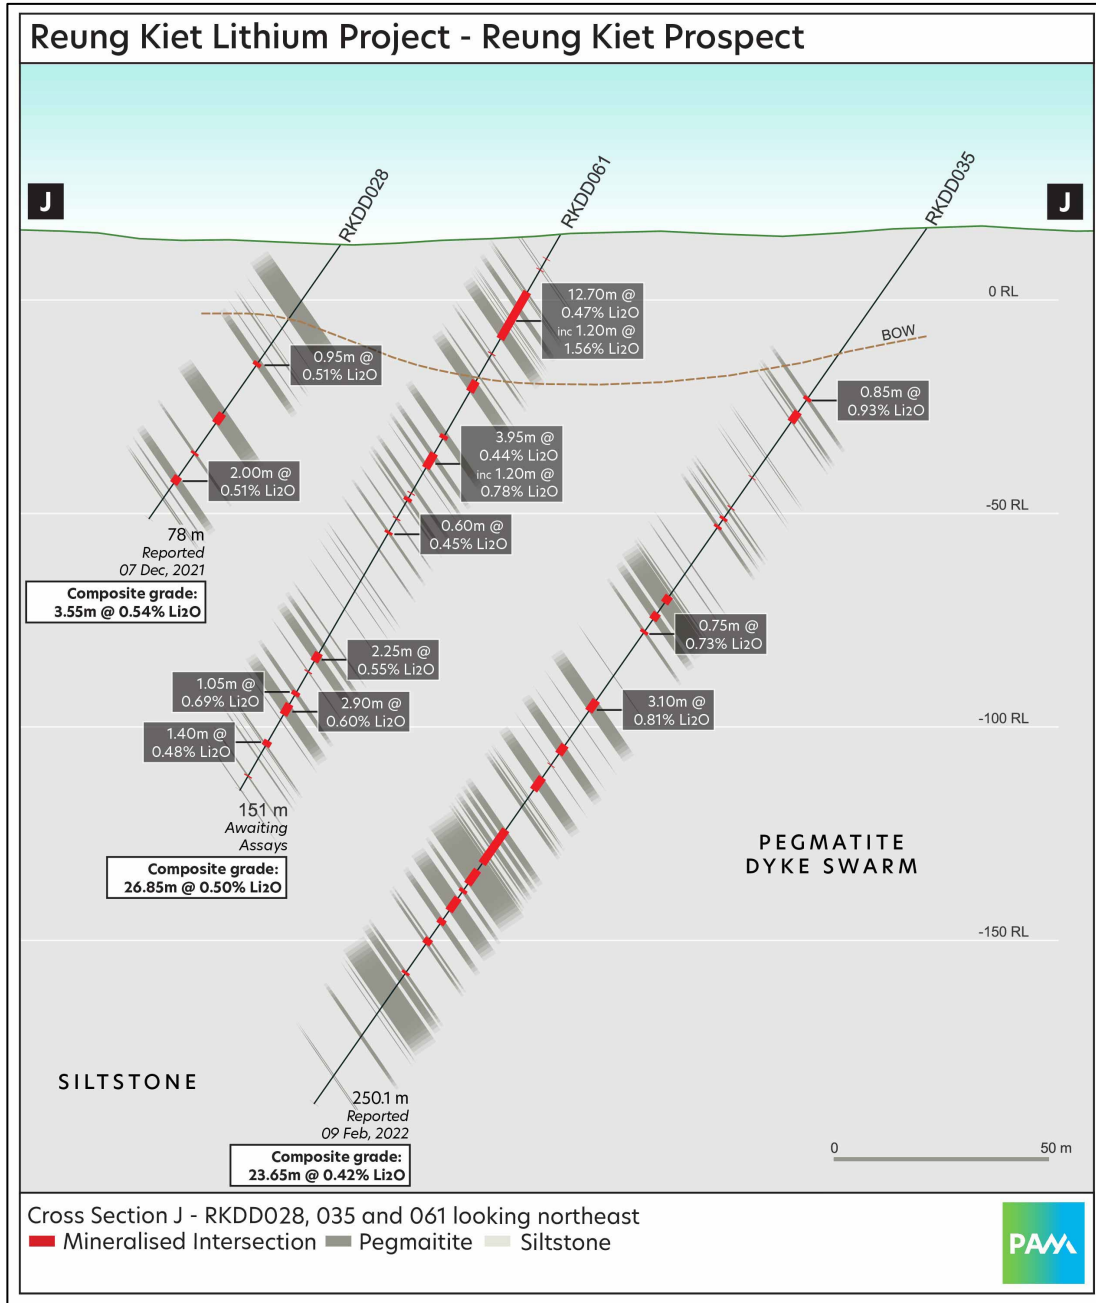 Reung Kiet Lithium Project - Reung Kiet Prospect
J
RKDD028
RKDD061
RKDD035
J
0 RL
12.70m @
0.47% Li2O
inc 1.20m @
1.56% Li2O
BOW
0.95m @
0.51% Li2O
0.85m @
0.93% Li2O
3.95m @
0.44% Li2O
inc 1.20m @
0.78% Li2O
2.00m @
0.51% Li2O
-50 RL
0.60m @
0.45% Li2O
78 m
Reported
07 Dec, 2021
Composite grade:
3.55m @ 0.54% Li2O
0.75m @
0.73% Li2O
2.25m @
0.55% Li2O
1.05m @
0.69% Li2O
2.90m @
0.60% Li2O
3.10m @
0.81% Li2O
-100 RL
1.40m @
0.48% Li2O
151 m
Awaiting
Assays
Composite grade:
26.85m @ 0.50% Li2O
PEGMATITE
DYKE SWARM
-150 RL
SILTSTONE
250.1 m
Reported
09 Feb, 2022
Composite grade:
23.65m @ 0.42% Li2O
0 50 m
Cross Section J - RKDD028, 035 and 061 looking northeast
Mineralised Intersection Pegmaitite Siltstone
PAM